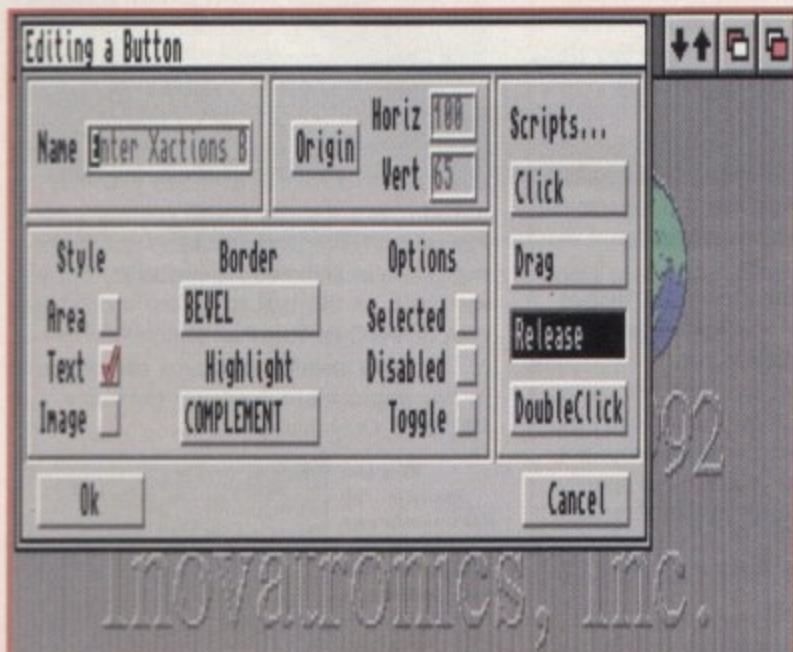 Editing a Button
Name Enter Xactions B
Origin
Horiz 100
Vert 65
Style
Area
Text
Image
Border
BEVEL
Highlight
COMPLEMENT
Options
Selected
Disabled
Toggle
Scripts...
Click
Drag
Release
DoubleClick
Ok
Cancel
92
Inovatronics, Inc.